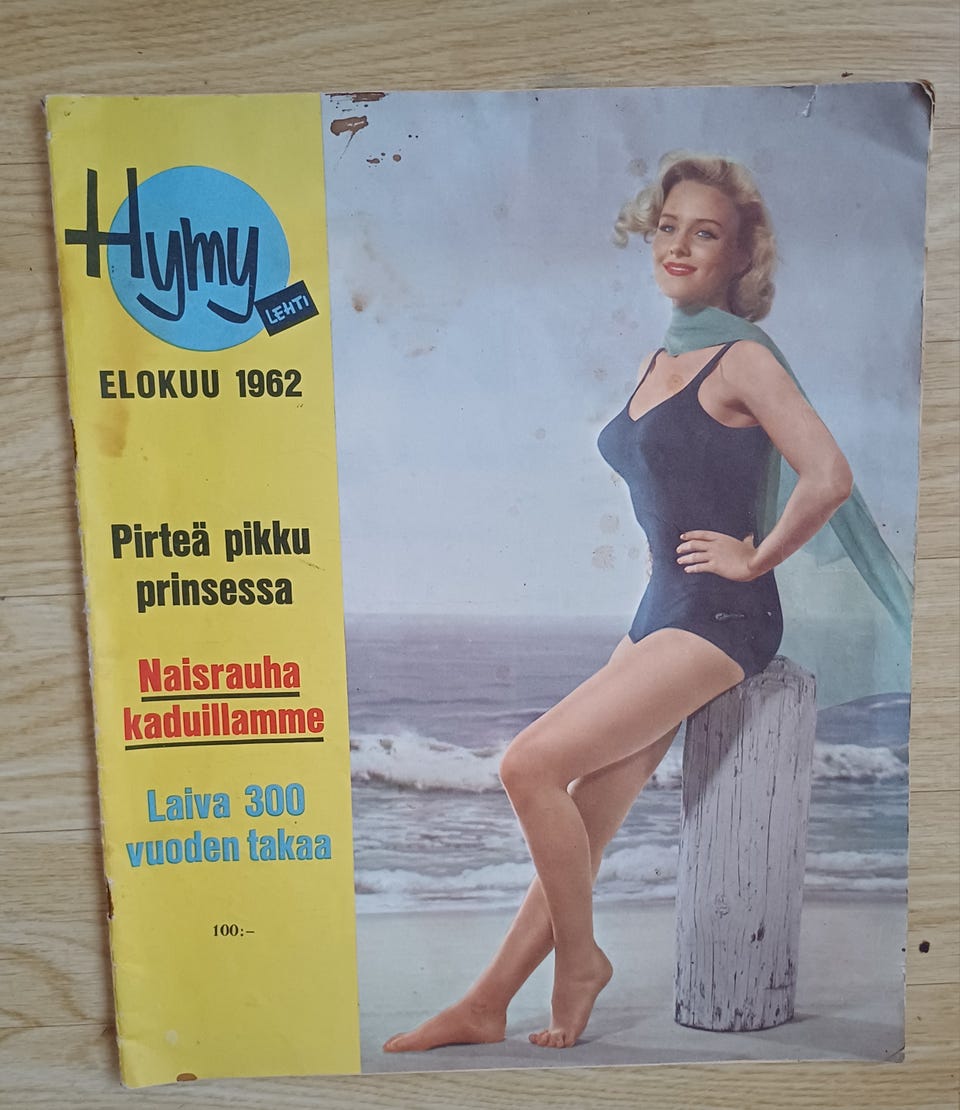 Hymy
LEHTI
ELOKUU 1962
Pirteä pikku
prinsessa
Naisrauha
kaduillamme
Laiva 300
vuoden takaa
100:–